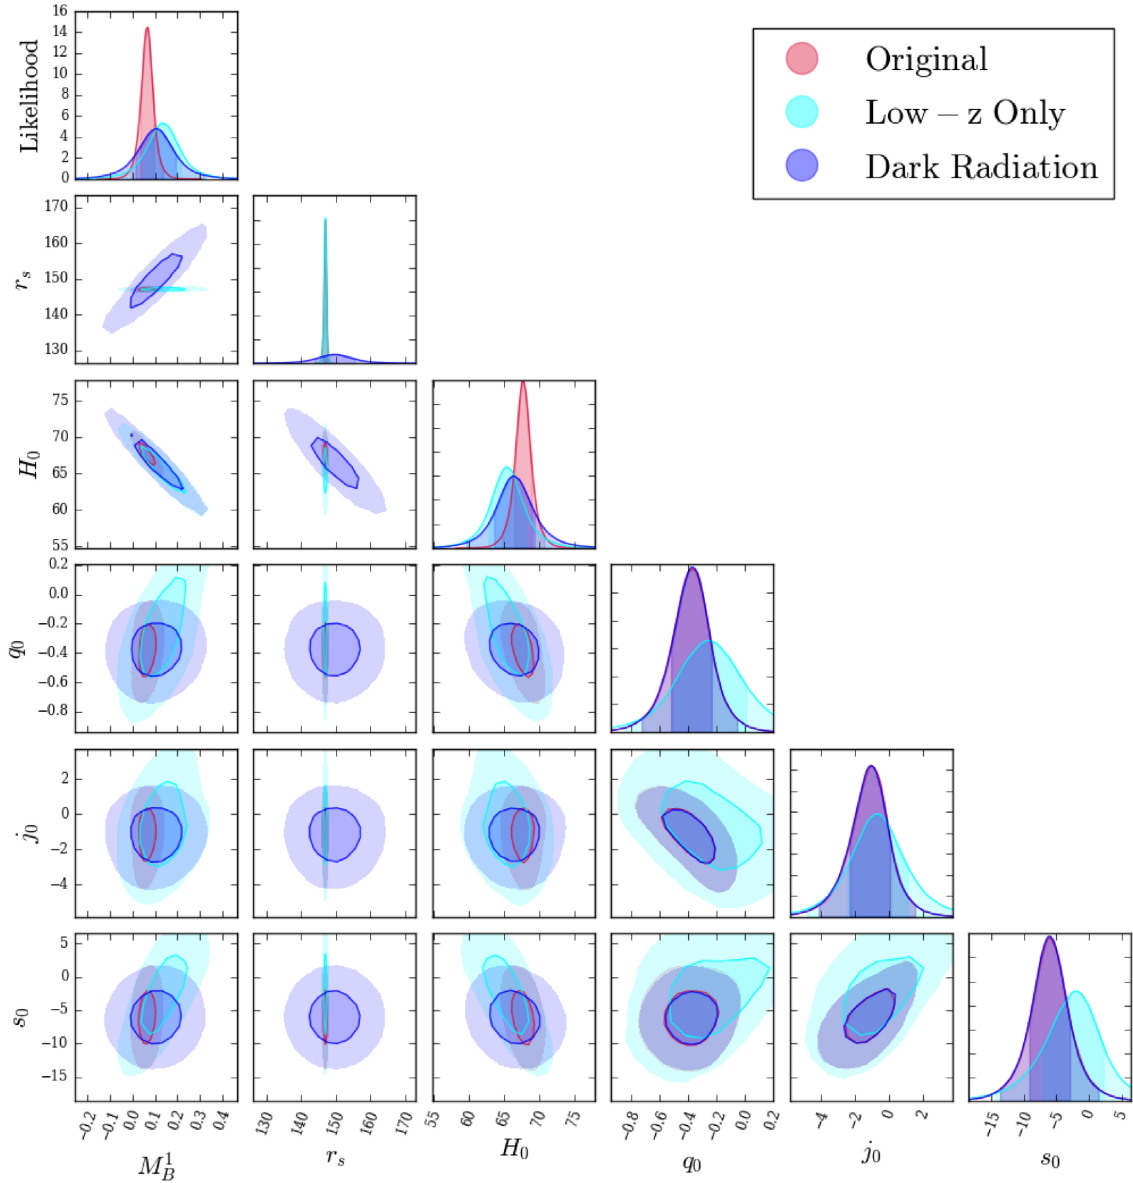 16
14
12
10
8
6
4
2
0
Likelihood
Original
Low – z Only
Dark Radiation
170
160
150
140
130
r_s
75
70
65
60
55
H_0
0.2
0.0
−0.2
−0.4
−0.6
−0.8
q_0
2
0
−2
−4
j_0
5
0
−5
−10
−15
s_0
−0.2 −0.1 0.0 0.1 0.2 0.3 0.4
130 140 150 160 170
55 60 65 70 75
−0.8 −0.6 −0.4 −0.2 0.0 0.2
−4 −2 0 2
−15 −10 −5 0 5
M_B^1 r_s H_0 q_0 j_0 s_0